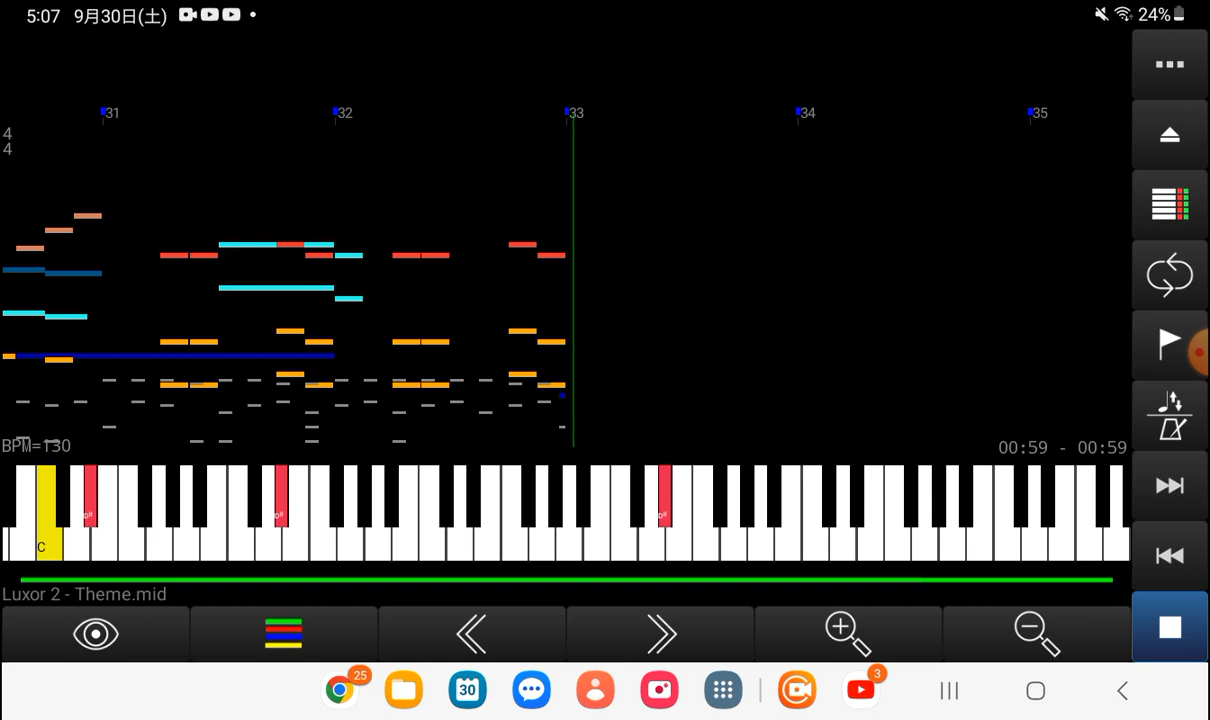 5:07 9月30日(土) 24%
31 32 33 34 35
4
4
BPM=130 00:59 - 00:59
D# D# D#
C
Luxor 2 - Theme.mid
25 30 3